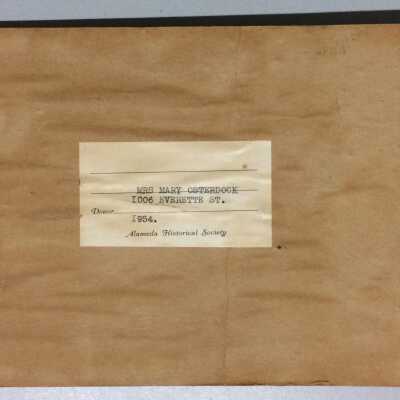 MRS MARY OSTERDOCK
1006 EVERETTE ST.
Donor
1954.
Alameda Historical Society